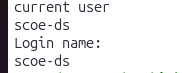 current user
scoe-ds
Login name:
scoe-ds